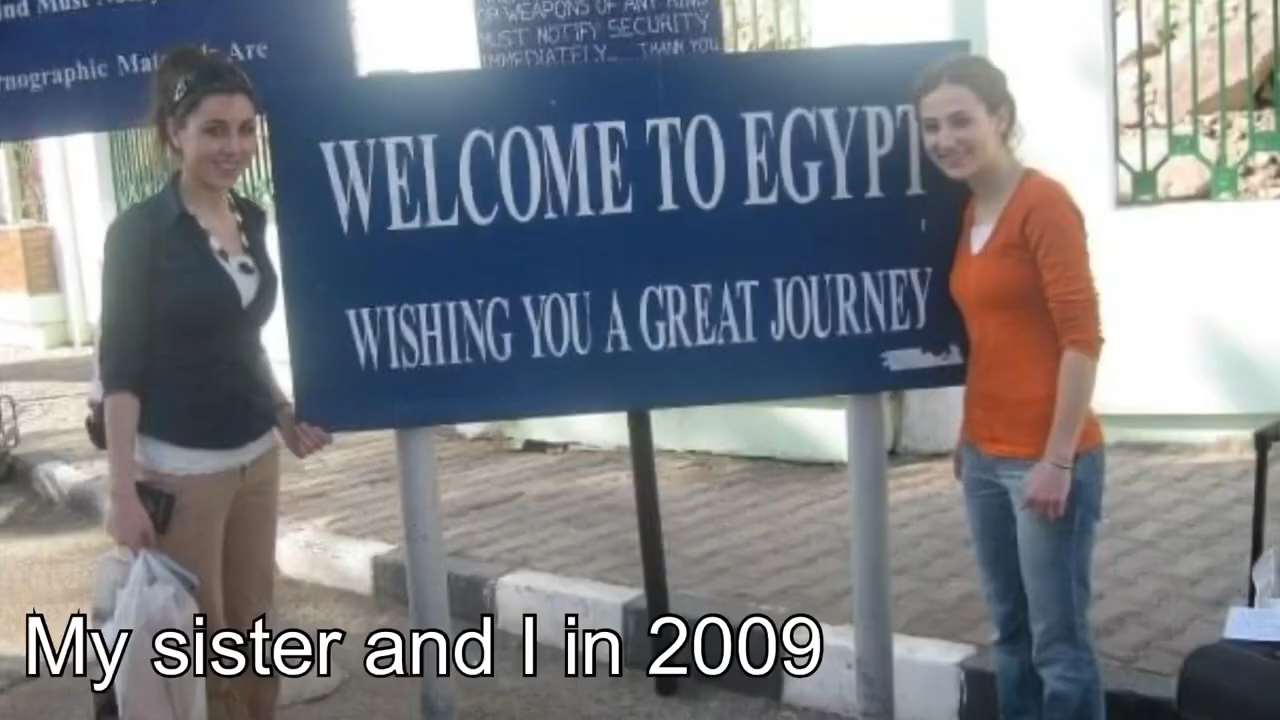 nd Must
rnographic Mat Are
OR WEAPONS OF ANY KIND
MUST NOTIFY SECURITY
IMMEDIATELY THANK YOU
WELCOME TO EGYPT
WISHING YOU A GREAT JOURNEY
My sister and I in 2009